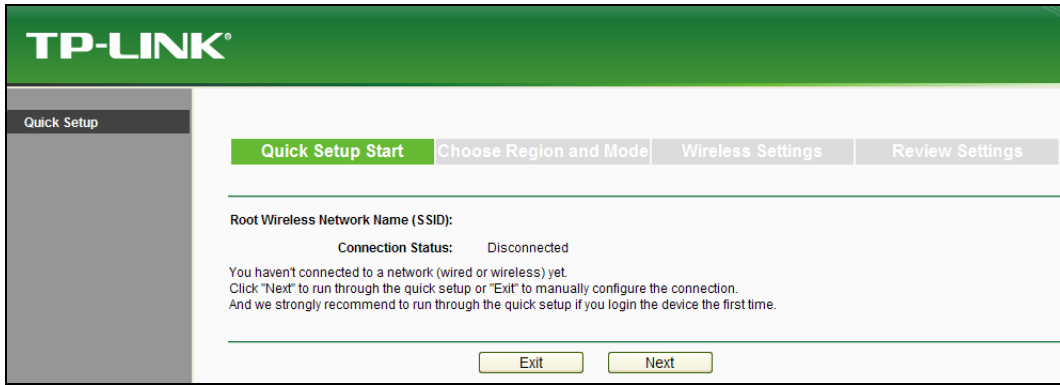 TP-LINK®
Quick Setup
Quick Setup Start Choose Region and Mode Wireless Settings Review Settings
Root Wireless Network Name (SSID):
Connection Status: Disconnected
You haven't connected to a network (wired or wireless) yet.
Click "Next" to run through the quick setup or "Exit" to manually configure the connection.
And we strongly recommend to run through the quick setup if you login the device the first time.
Exit Next